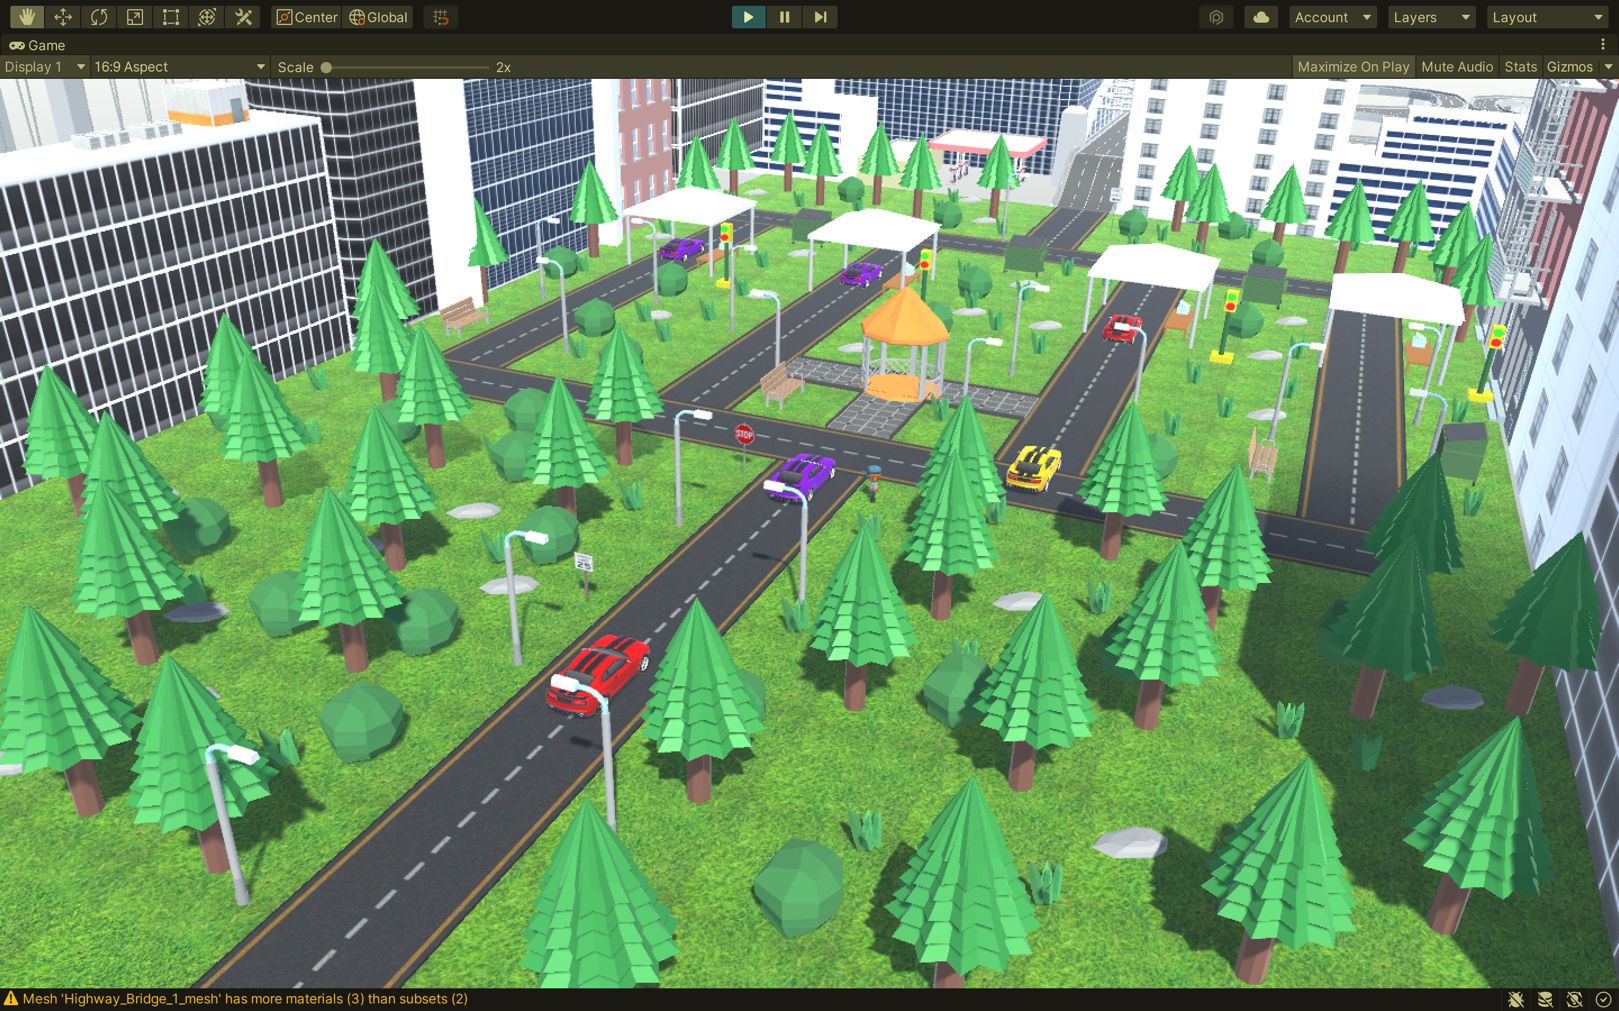 Center Global Account Layers Layout
Game
Display 1 16:9 Aspect Scale 2x Maximize On Play Mute Audio Stats Gizmos
STOP
25
Mesh 'Highway_Bridge_1_mesh' has more materials (3) than subsets (2)